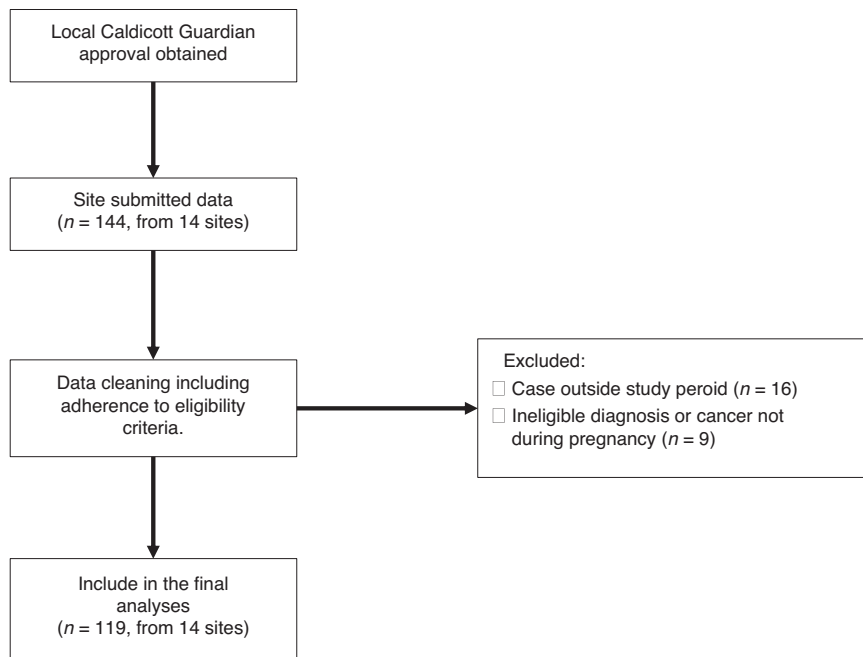 Local Caldicott Guardian
approval obtained
Site submitted data
(n = 144, from 14 sites)
Data cleaning including
adherence to eligibility
criteria.
Excluded:
□ Case outside study peroid (n = 16)
□ Ineligible diagnosis or cancer not
during pregnancy (n = 9)
Include in the final
analyses
(n = 119, from 14 sites)